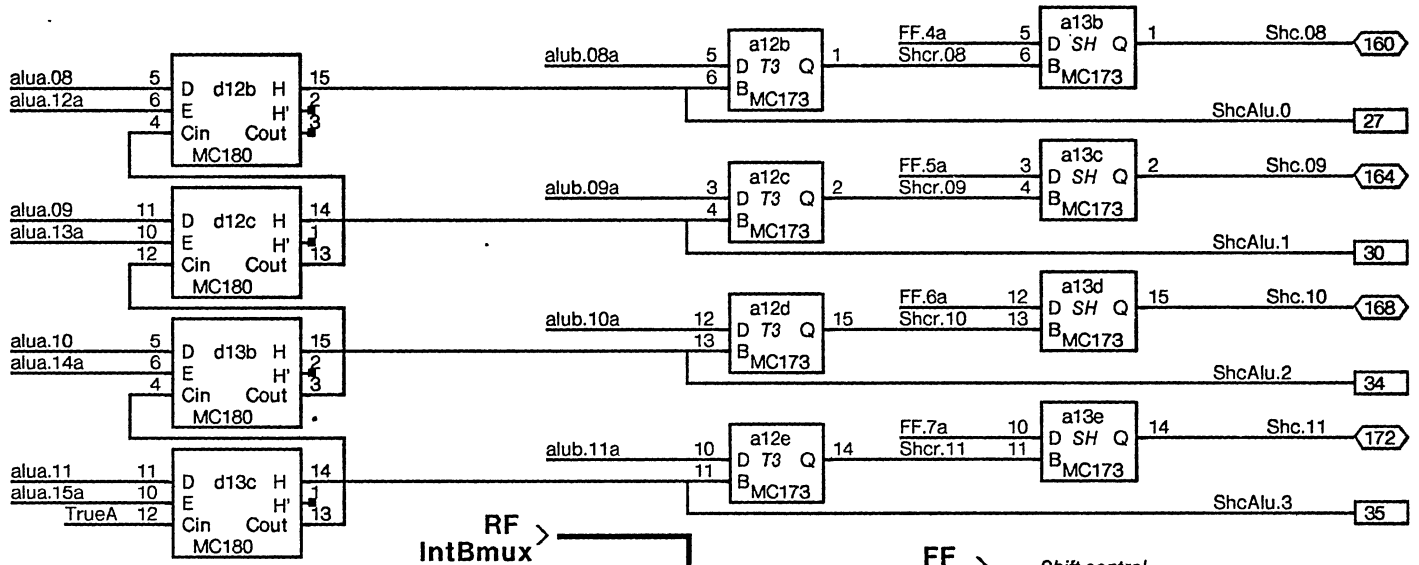 FF.4a 5 a13b 1 Shc.08 160
D SH Q
alub.08a 5 a12b 1 Shcr.08 6 B
D T3 Q MC173
alua.08 5 D d12b H 15 6 B
alua.12a 6 E H' 2 MC173 ShcAlu.0 27
4 Cin Cout 3
MC180
FF.5a 3 a13c 2 Shc.09 164
D SH Q
alub.09a 3 a12c 2 Shcr.09 4 B
D T3 Q MC173
alua.09 11 D d12c H 14 4 B
alua.13a 10 E H' 1 MC173 ShcAlu.1 30
12 Cin Cout 13
MC180
FF.6a 12 a13d 15 Shc.10 168
D SH Q
alub.10a 12 a12d 15 Shcr.10 13 B
D T3 Q MC173
alua.10 5 D d13b H 15 13 B
alua.14a 6 E H' 2 MC173 ShcAlu.2 34
4 Cin Cout 3
MC180
FF.7a 10 a13e 14 Shc.11 172
D SH Q
alub.11a 10 a12e 14 Shcr.11 11 B
D T3 Q MC173
alua.11 11 D d13c H 14 11 B
alua.15a 10 E H' 1 MC173 ShcAlu.3 35
TrueA 12 Cin Cout 13
MC180
RF
IntBmux
FF Shift control